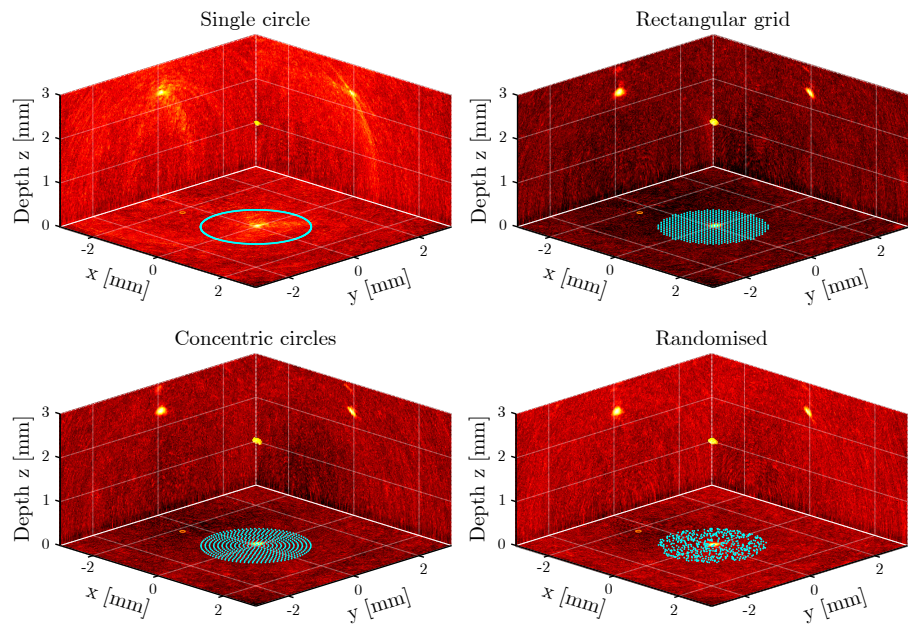 Single circle
Rectangular grid
Depth z [mm]
3
2
1
0
-2
0
2
x [mm]
-2
0
2
y [mm]
Depth z [mm]
3
2
1
0
-2
0
2
x [mm]
-2
0
2
y [mm]
Concentric circles
Randomised
Depth z [mm]
3
2
1
0
-2
0
2
x [mm]
-2
0
2
y [mm]
Depth z [mm]
3
2
1
0
-2
0
2
x [mm]
-2
0
2
y [mm]